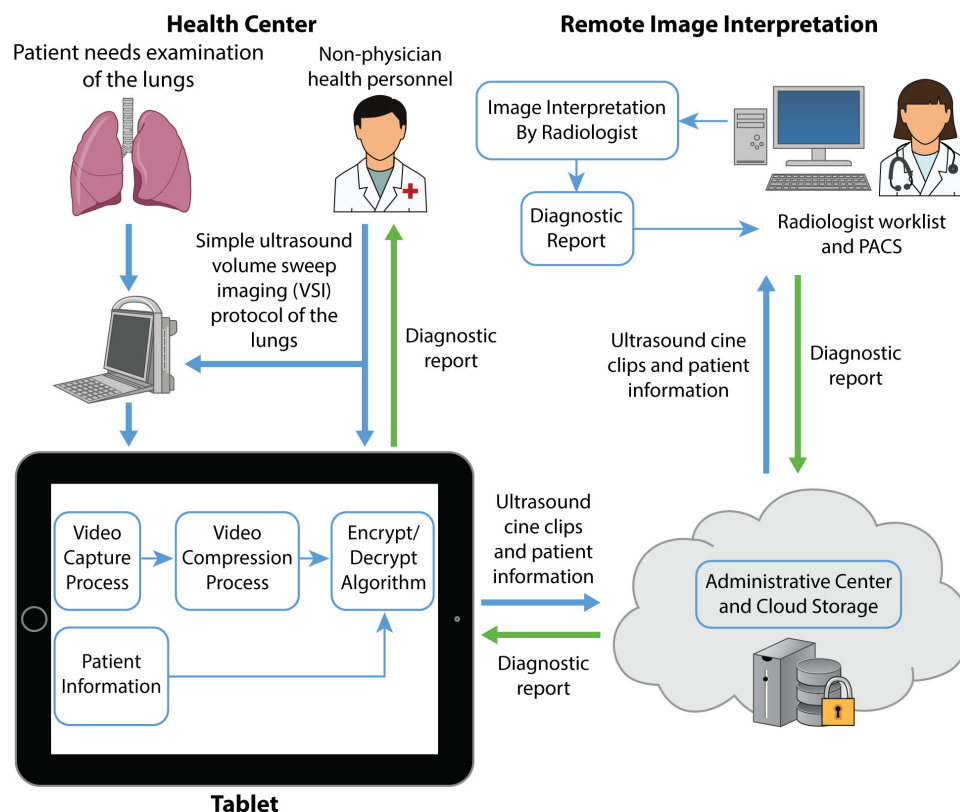 Health Center
Patient needs examination
of the lungs
Non-physician
health personnel
Simple ultrasound
volume sweep
imaging (VSI)
protocol of the
lungs
Diagnostic
report
Remote Image Interpretation
Image Interpretation
By Radiologist
Diagnostic
Report
Radiologist worklist
and PACS
Ultrasound cine
clips and patient
information
Diagnostic
report
Video
Capture
Process
Video
Compression
Process
Encrypt/
Decrypt
Algorithm
Patient
Information
Tablet
Ultrasound
cine clips
and patient
information
Diagnostic
report
Administrative Center
and Cloud Storage